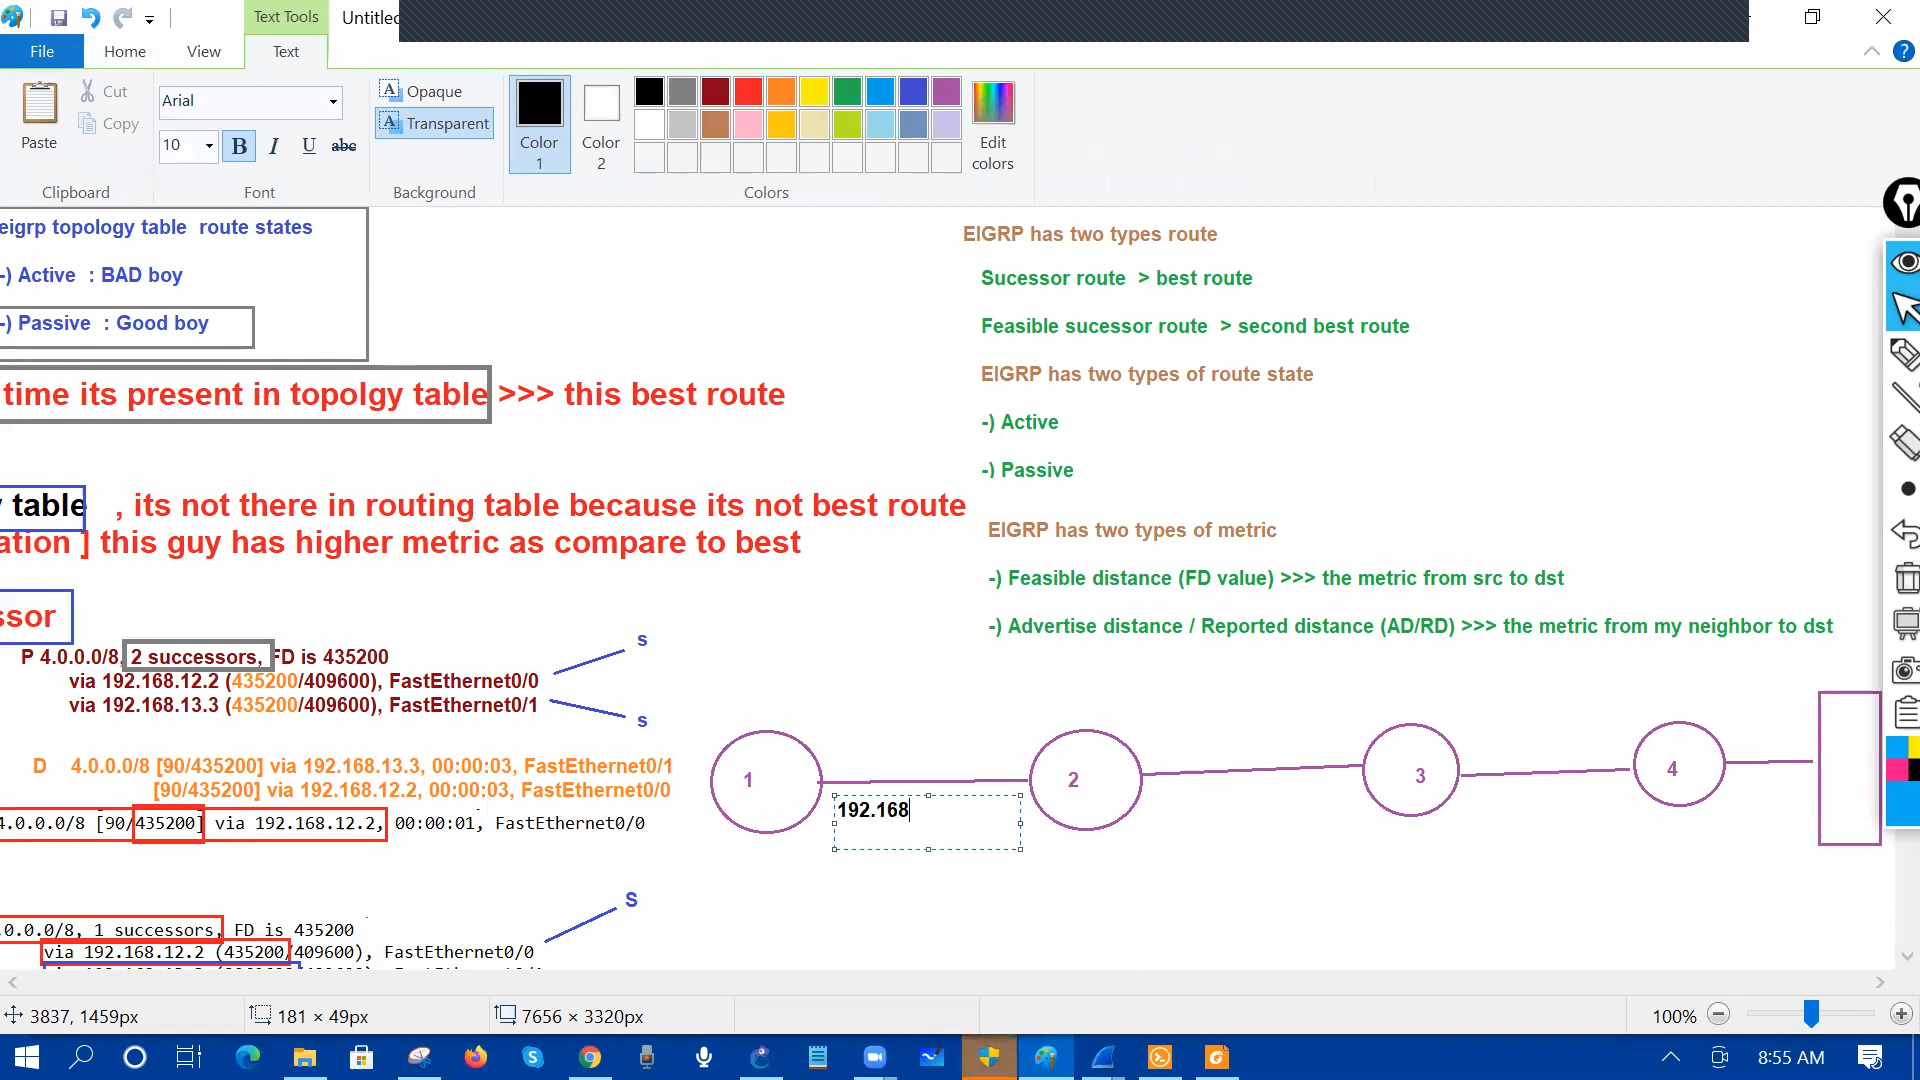 Text Tools
File
Home
View
Text
Paste
Cut
Copy
Clipboard
Arial
10
B I U abc
Font
A Opaque
A Transparent
Background
Color 1
Color 2
Edit colors
Colors
eigrp topology table route states
-) Active : BAD boy
-) Passive : Good boy
time its present in topolgy table >>> this best route
table , its not there in routing table because its not best route
ation ] this guy has higher metric as compare to best
ssor
P 4.0.0.0/8, 2 successors, FD is 435200
via 192.168.12.2 (435200/409600), FastEthernet0/0
via 192.168.13.3 (435200/409600), FastEthernet0/1
s
s
D 4.0.0.0/8 [90/435200] via 192.168.13.3, 00:00:03, FastEthernet0/1
[90/435200] via 192.168.12.2, 00:00:03, FastEthernet0/0
4.0.0.0/8 [90/435200] via 192.168.12.2, 00:00:01, FastEthernet0/0
S
.0.0.0/8, 1 successors, FD is 435200
via 192.168.12.2 (435200/409600), FastEthernet0/0
EIGRP has two types route
Sucessor route > best route
Feasible sucessor route > second best route
EIGRP has two types of route state
-) Active
-) Passive
EIGRP has two types of metric
-) Feasible distance (FD value) >>> the metric from src to dst
-) Advertise distance / Reported distance (AD/RD) >>> the metric from my neighbor to dst
1
2
3
4
192.168
3837, 1459px
181 × 49px
7656 × 3320px
100%
8:55 AM